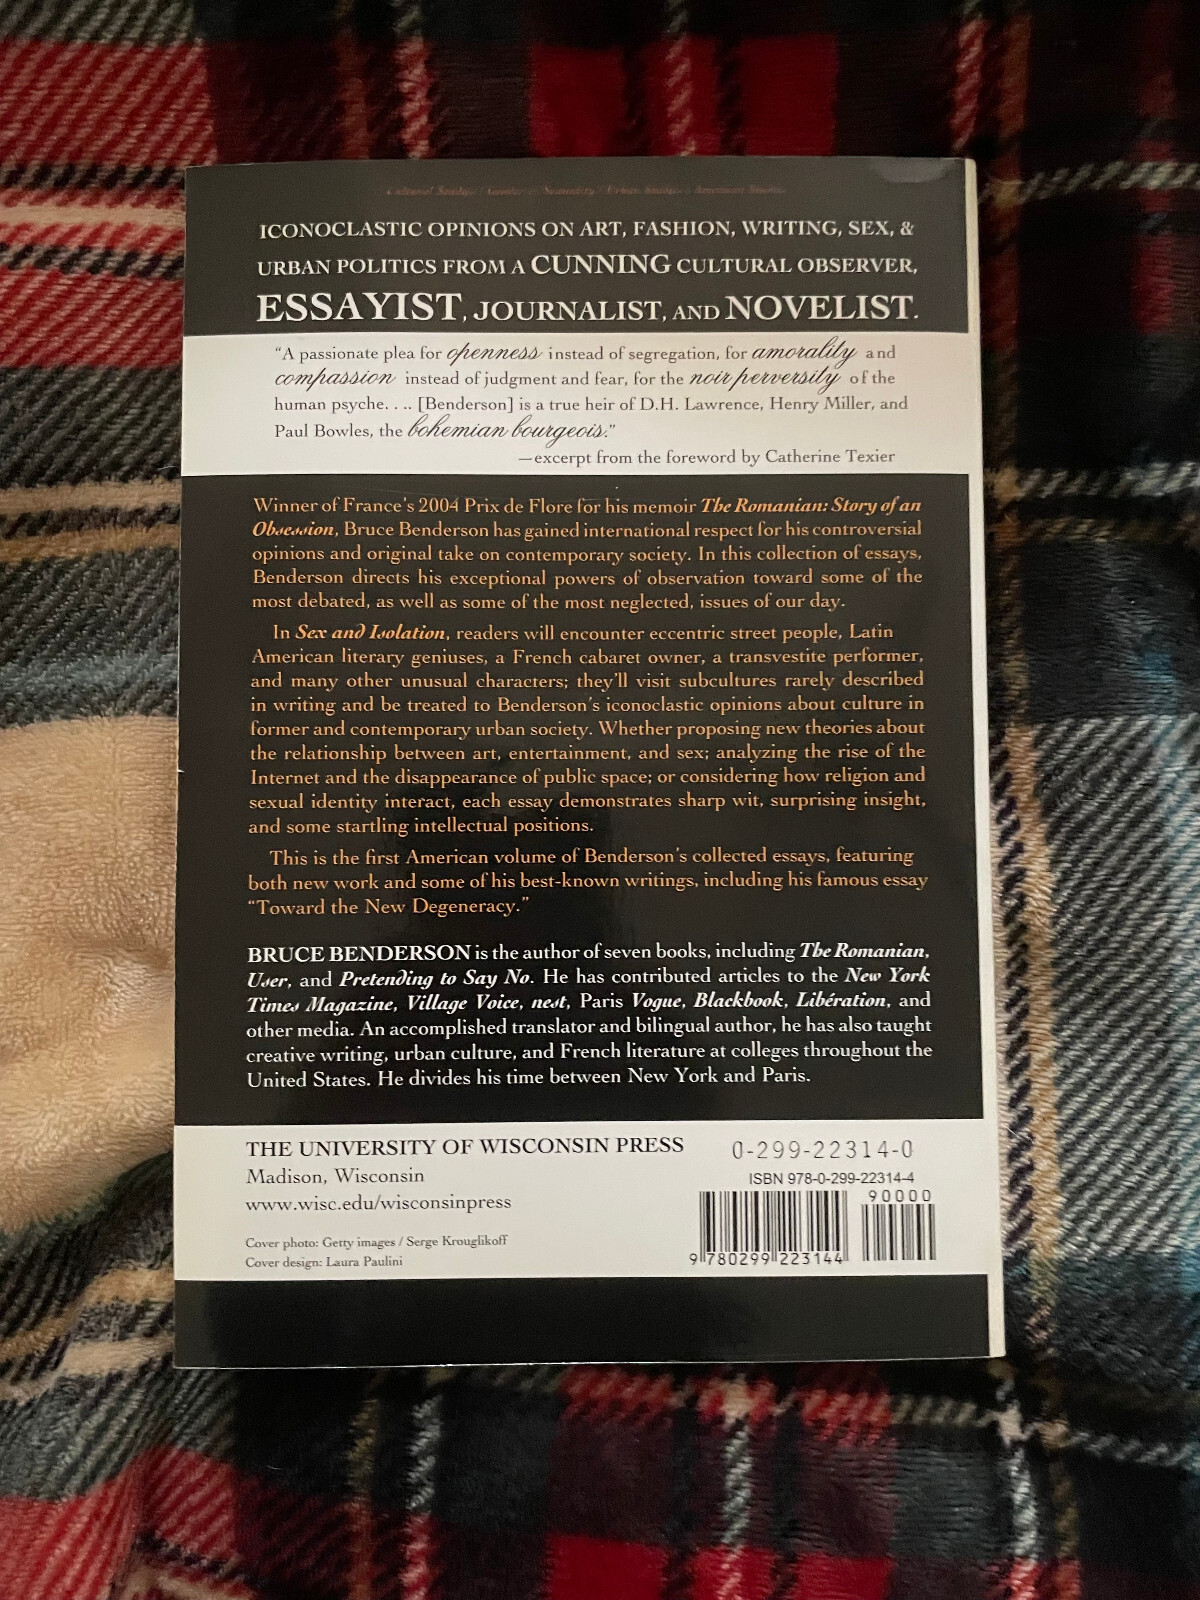 Cultural Studies / Gender & Sexuality / Urban Studies / American Studies
ICONOCLASTIC OPINIONS ON ART, FASHION, WRITING, SEX, &
URBAN POLITICS FROM A CUNNING CULTURAL OBSERVER,
ESSAYIST, JOURNALIST, AND NOVELIST.
“A passionate plea for openness instead of segregation, for amorality and
compassion instead of judgment and fear, for the noir perversity of the
human psyche. . .. [Benderson] is a true heir of D.H. Lawrence, Henry Miller, and
Paul Bowles, the bohemian bourgeois.”
—excerpt from the foreword by Catherine Texier
Winner of France’s 2004 Prix de Flore for his memoir The Romanian: Story of an
Obsession, Bruce Benderson has gained international respect for his controversial
opinions and original take on contemporary society. In this collection of essays,
Benderson directs his exceptional powers of observation toward some of the
most debated, as well as some of the most neglected, issues of our day.
In Sex and Isolation, readers will encounter eccentric street people, Latin
American literary geniuses, a French cabaret owner, a transvestite performer,
and many other unusual characters; they’ll visit subcultures rarely described
in writing and be treated to Benderson’s iconoclastic opinions about culture in
former and contemporary urban society. Whether proposing new theories about
the relationship between art, entertainment, and sex; analyzing the rise of the
Internet and the disappearance of public space; or considering how religion and
sexual identity interact, each essay demonstrates sharp wit, surprising insight,
and some startling intellectual positions.
This is the first American volume of Benderson’s collected essays, featuring
both new work and some of his best-known writings, including his famous essay
“Toward the New Degeneracy.”
BRUCE BENDERSON is the author of seven books, including The Romanian,
User, and Pretending to Say No. He has contributed articles to the New York
Times Magazine, Village Voice, nest, Paris Vogue, Blackbook, Libération, and
other media. An accomplished translator and bilingual author, he has also taught
creative writing, urban culture, and French literature at colleges throughout the
United States. He divides his time between New York and Paris.
THE UNIVERSITY OF WISCONSIN PRESS
Madison, Wisconsin
www.wisc.edu/wisconsinpress
Cover photo: Getty images / Serge Krouglikoff
Cover design: Laura Paulini
0-299-22314-0
ISBN 978-0-299-22314-4
90000
9 780299 223144